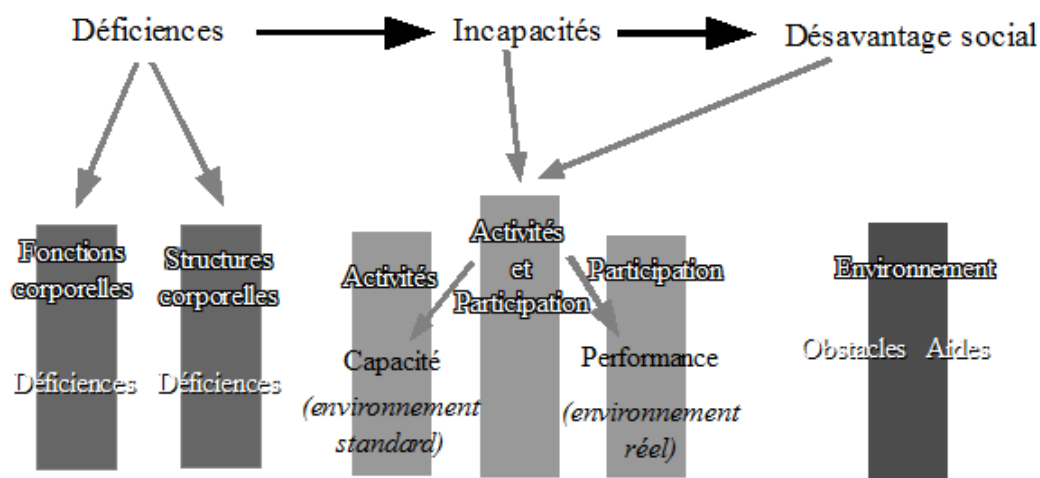 Déficiences
Incapacités
Désavantage social
Fonctions
corporelles
Déficiences
Structures
corporelles
Déficiences
Activités
Capacité
(environnement
standard)
Activités
et
Participation
Participation
Performance
(environnement
réel)
Environnement
Obstacles Aides